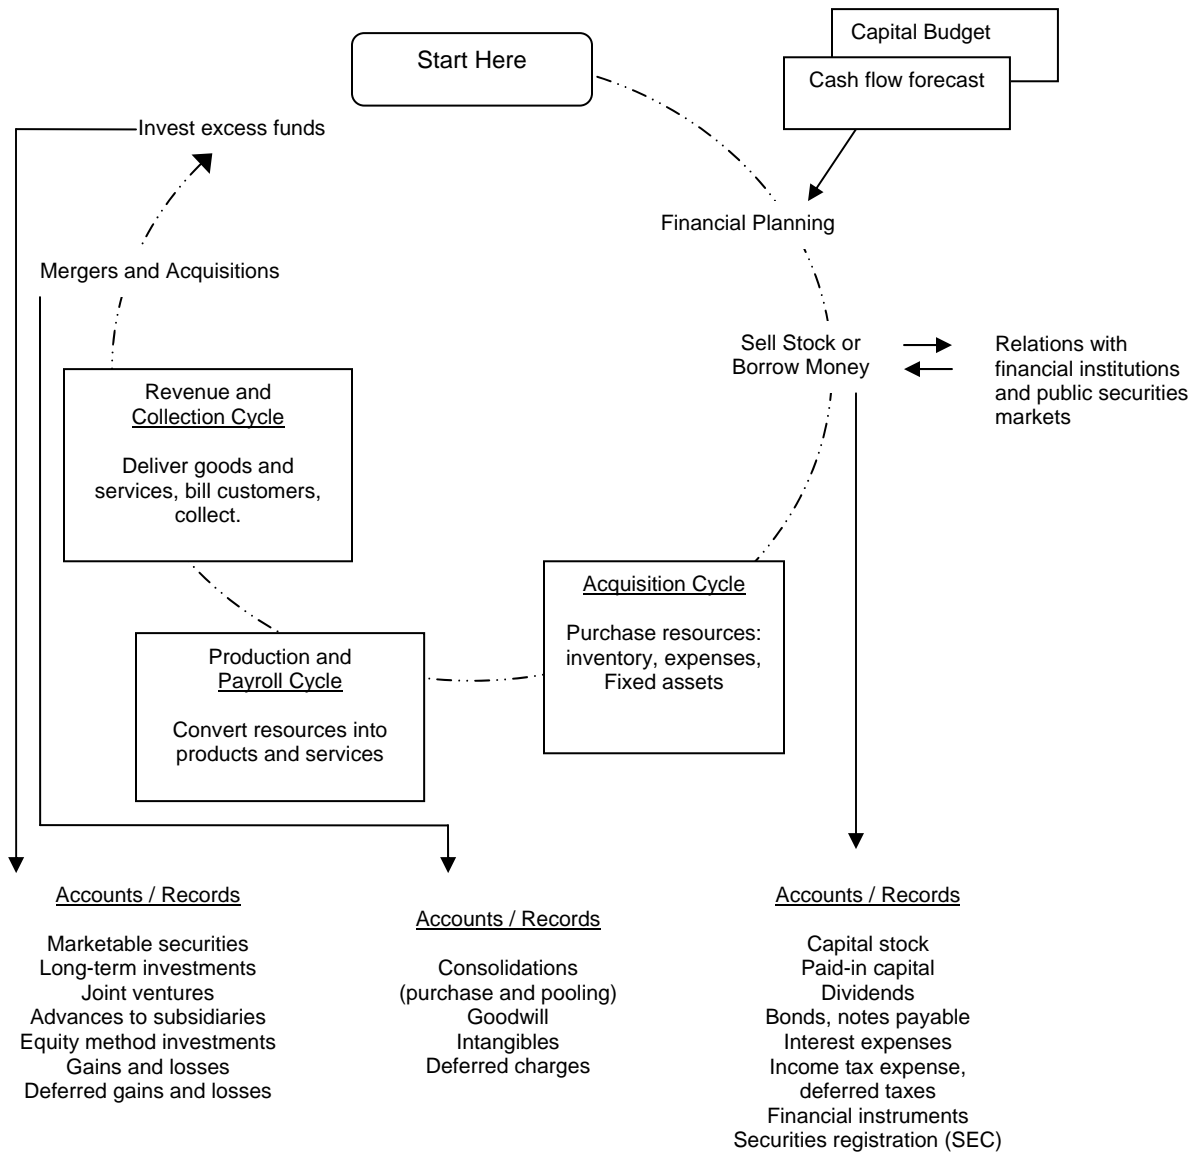 Start Here
Capital Budget
Cash flow forecast
Invest excess funds
Financial Planning
Mergers and Acquisitions
Sell Stock or
Borrow Money
Relations with
financial institutions
and public securities
markets
Revenue and
Collection Cycle
Deliver goods and
services, bill customers,
collect.
Acquisition Cycle
Purchase resources:
inventory, expenses,
Fixed assets
Production and
Payroll Cycle
Convert resources into
products and services
Accounts / Records
Marketable securities
Long-term investments
Joint ventures
Advances to subsidiaries
Equity method investments
Gains and losses
Deferred gains and losses
Accounts / Records
Consolidations
(purchase and pooling)
Goodwill
Intangibles
Deferred charges
Accounts / Records
Capital stock
Paid-in capital
Dividends
Bonds, notes payable
Interest expenses
Income tax expense,
deferred taxes
Financial instruments
Securities registration (SEC)